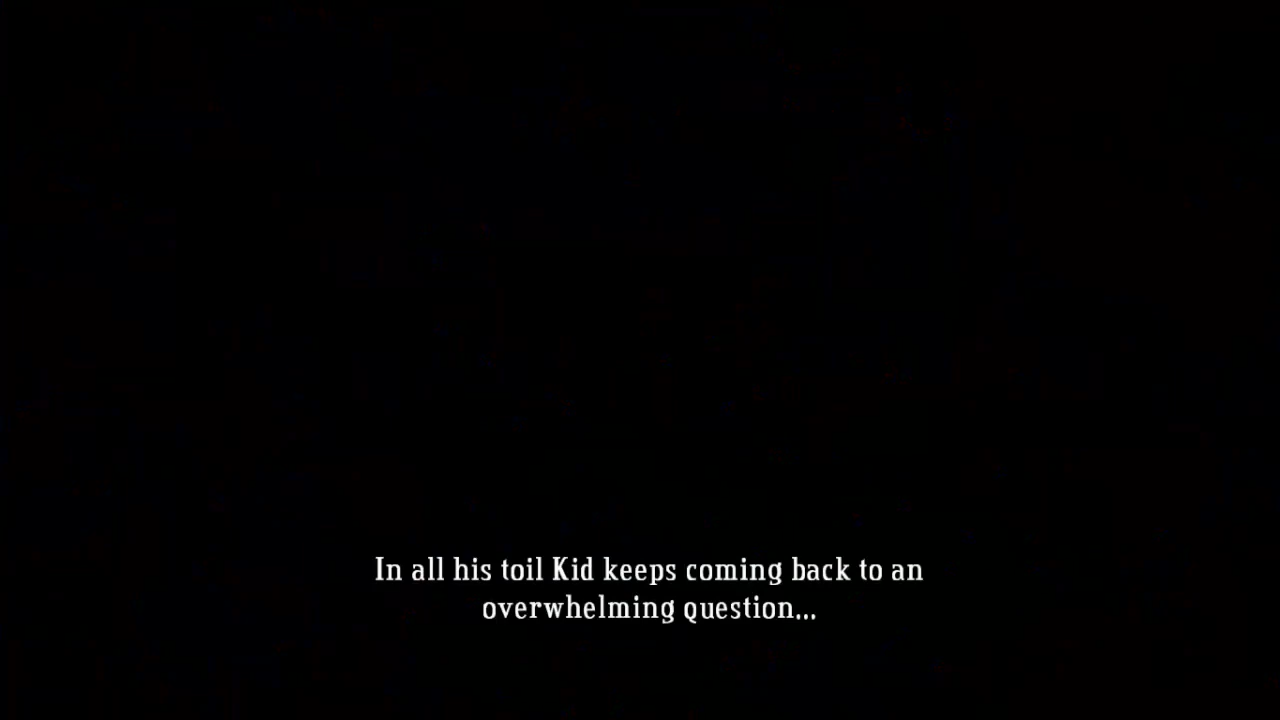 In all his toil Kid keeps coming back to an
overwhelming question...